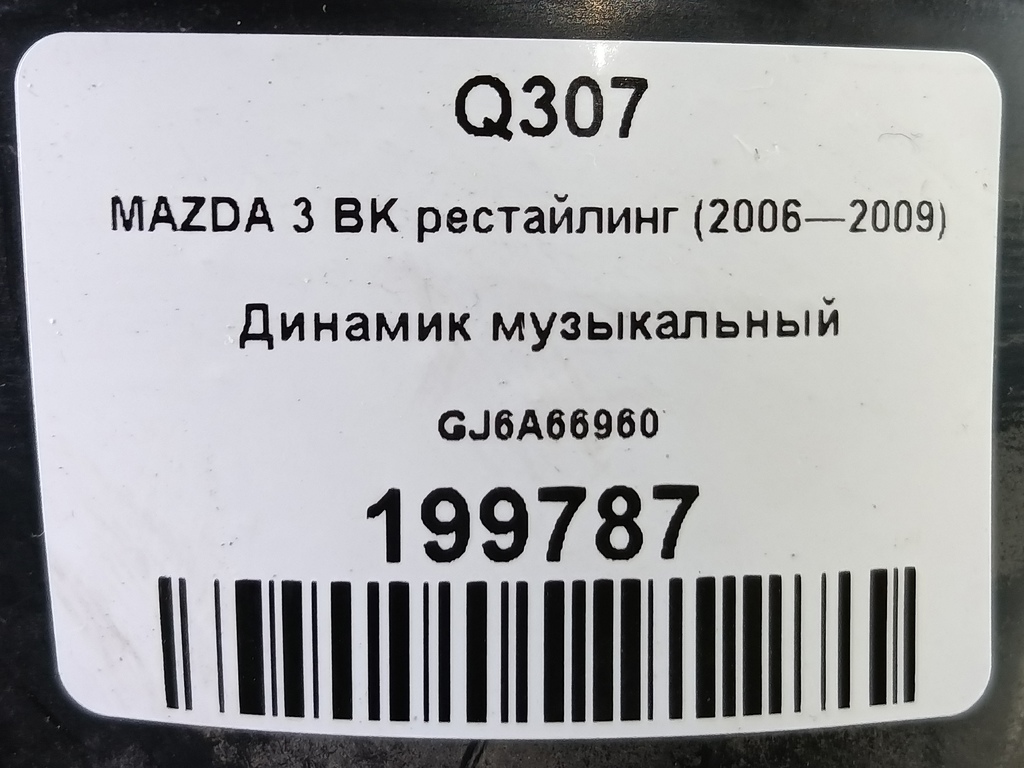 Q307
MAZDA 3 BK рестайлинг (2006—2009)
Динамик музыкальный
GJ6A66960
199787